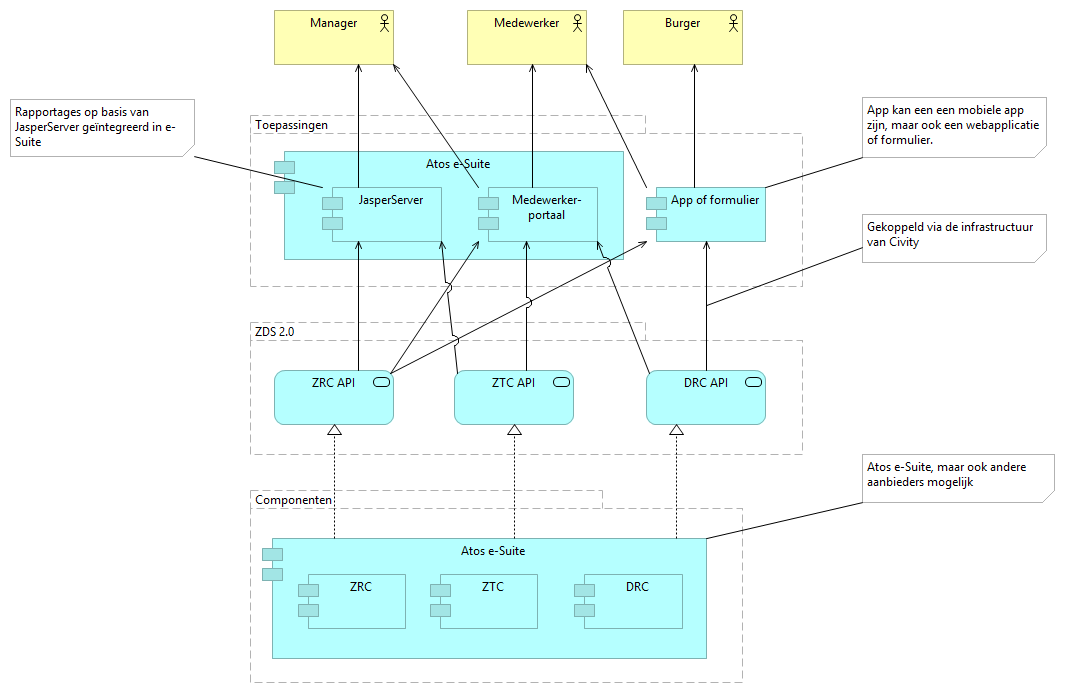 Manager
Medewerker
Burger
Rapportages op basis van
JasperServer geïntegreerd in e-
Suite
App kan een een mobiele app
zijn, maar ook een webapplicatie
of formulier.
Toepassingen
Atos e-Suite
JasperServer
Medewerker-
portaal
App of formulier
Gekoppeld via de infrastructuur
van Civity
ZDS 2.0
ZRC API
ZTC API
DRC API
Atos e-Suite, maar ook andere
aanbieders mogelijk
Componenten
Atos e-Suite
ZRC
ZTC
DRC